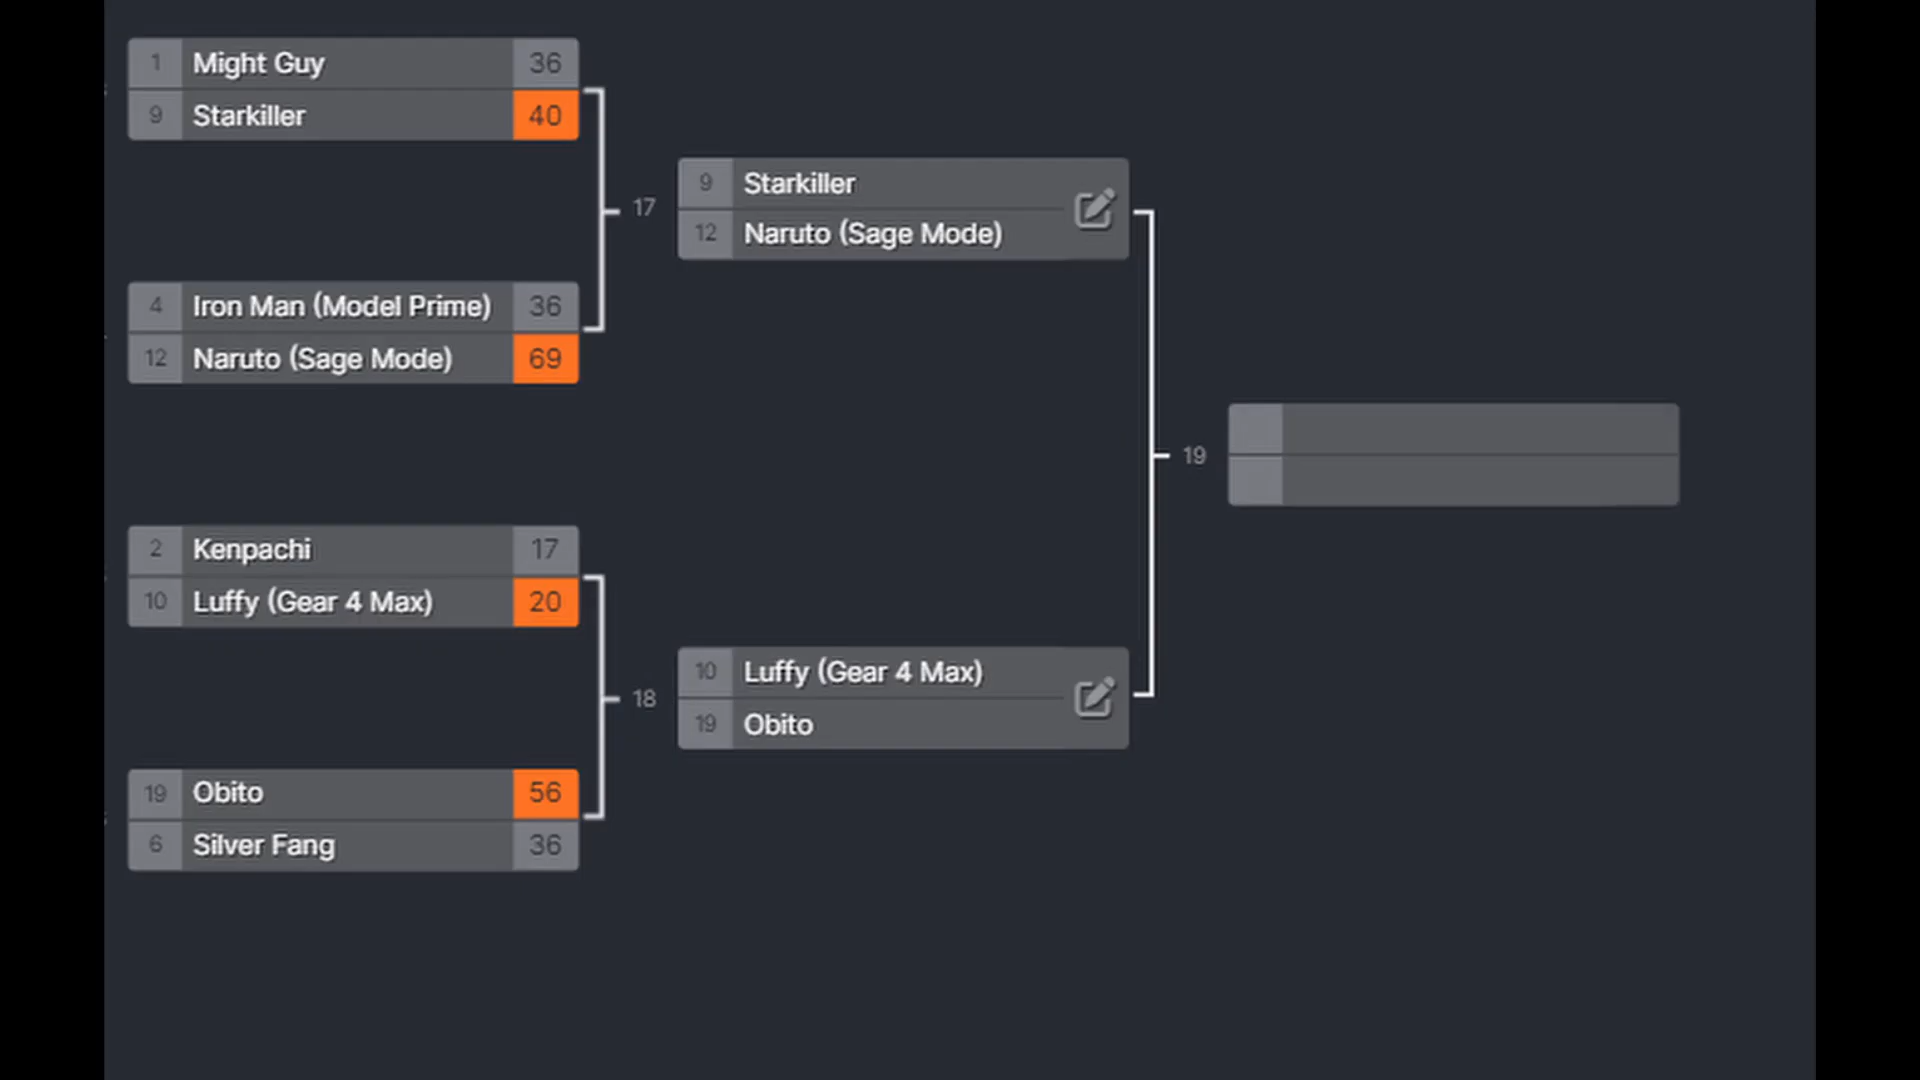 1 Might Guy 36
9 Starkiller 40
17
9 Starkiller
12 Naruto (Sage Mode)
4 Iron Man (Model Prime) 36
12 Naruto (Sage Mode) 69
19
2 Kenpachi 17
10 Luffy (Gear 4 Max) 20
18
10 Luffy (Gear 4 Max)
19 Obito
19 Obito 56
6 Silver Fang 36